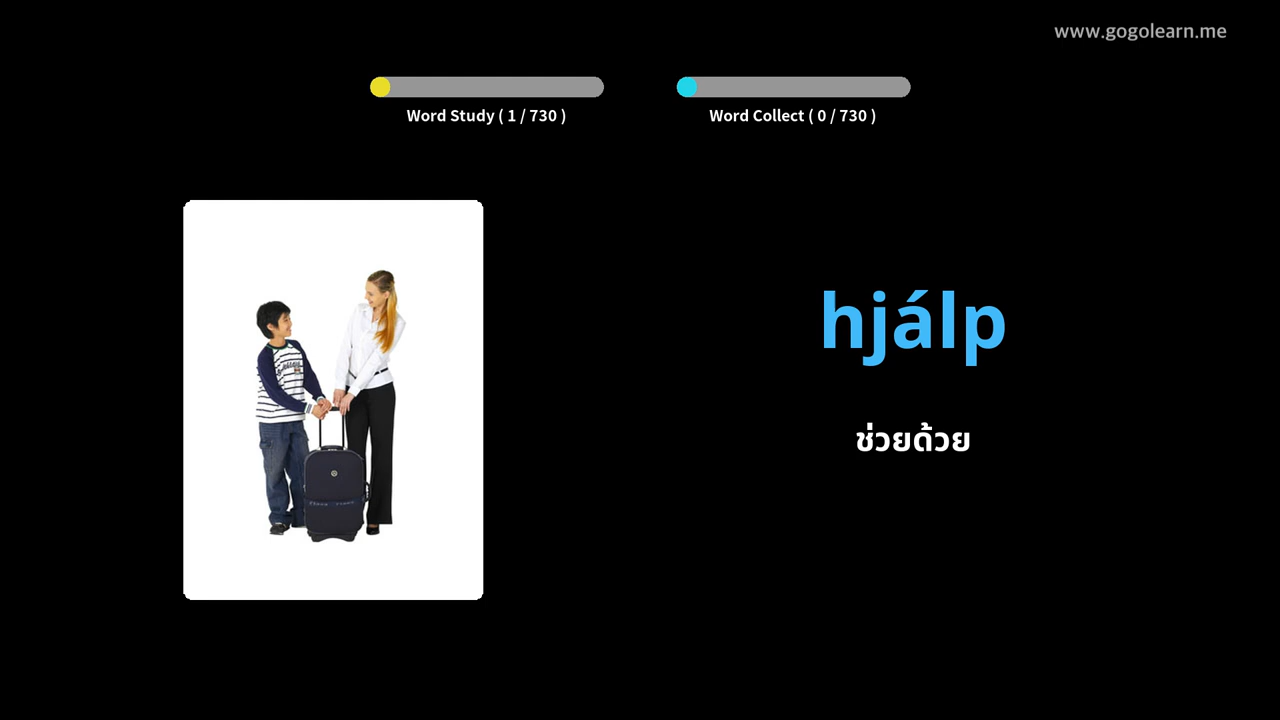 www.gogolearn.me
Word Study ( 1 / 730 )
Word Collect ( 0 / 730 )
hjálp
ช่วยด้วย